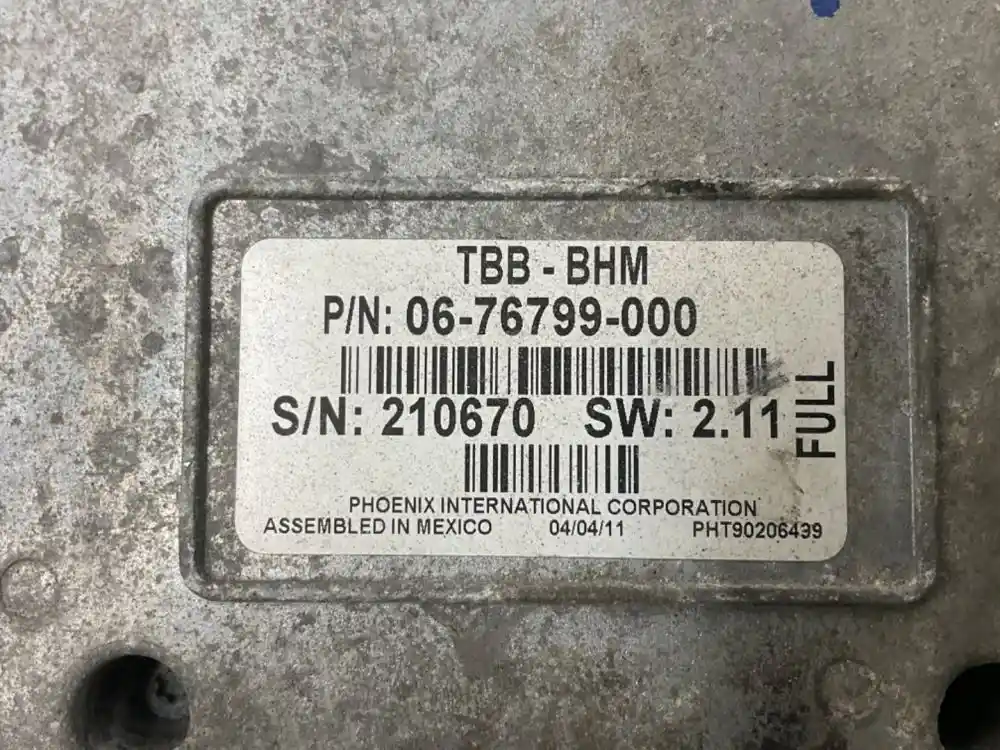 TBB - BHM
P/N: 06-76799-000
S/N: 210670 SW: 2.11
FULL
PHOENIX INTERNATIONAL CORPORATION
ASSEMBLED IN MEXICO 04/04/11 PHT90206439